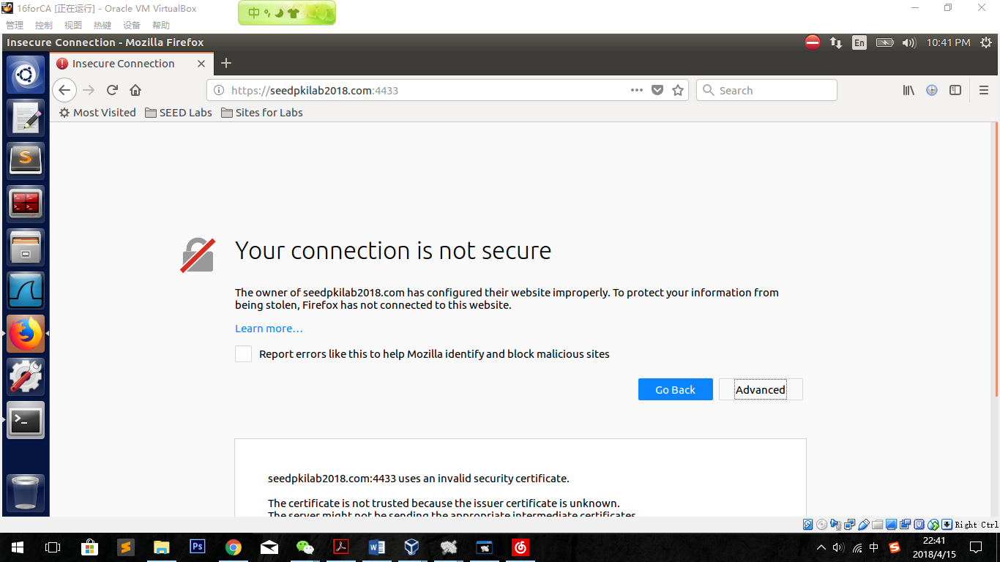 16forCA [正在运行] - Oracle VM VirtualBox
中
管理 控制 视图 热键 设备 帮助
Insecure Connection - Mozilla Firefox
En
10:41 PM
Insecure Connection
https://seedpkilab2018.com:4433
Search
Most Visited
SEED Labs
Sites for Labs
Your connection is not secure
The owner of seedpkilab2018.com has configured their website improperly. To protect your information from
being stolen, Firefox has not connected to this website.
Learn more…
Report errors like this to help Mozilla identify and block malicious sites
Go Back
Advanced
seedpkilab2018.com:4433 uses an invalid security certificate.
The certificate is not trusted because the issuer certificate is unknown.
The server might not be sending the appropriate intermediate certificates.
Right Ctrl
Ps
中
22:41
2018/4/15